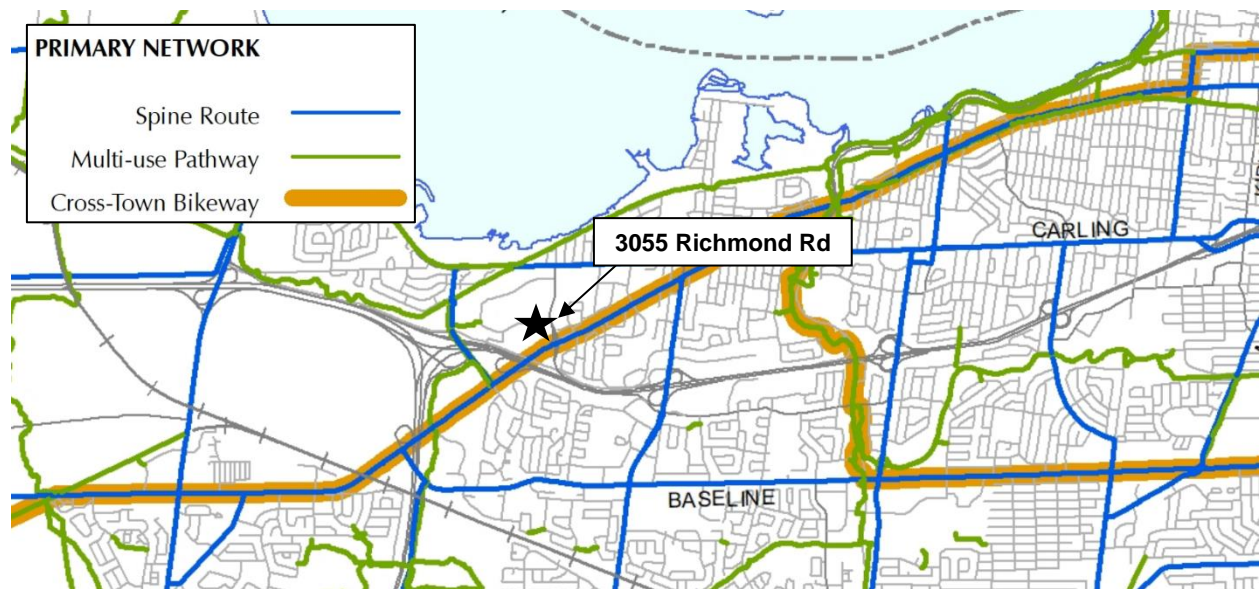 PRIMARY NETWORK
Spine Route
Multi-use Pathway
Cross-Town Bikeway
3055 Richmond Rd
CARLING
BASELINE